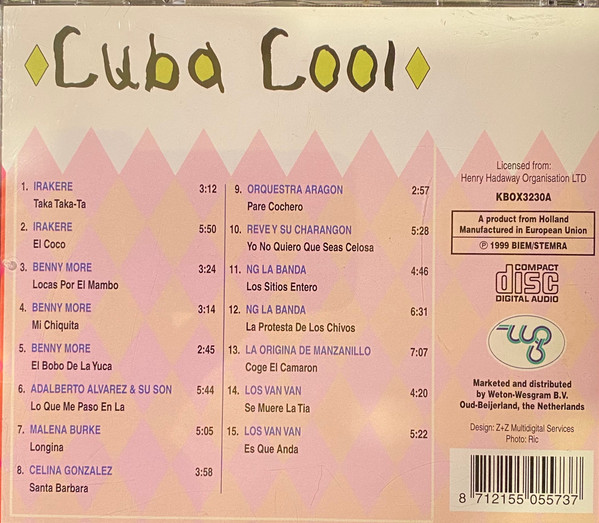 Cuba Cool
1. IRAKERE 3:12
Taka Taka-Ta
2. IRAKERE 5:50
El Coco
3. BENNY MORE 3:24
Locas Por El Mambo
4. BENNY MORE 3:14
Mi Chiquita
5. BENNY MORE 2:45
El Bobo De La Yuca
6. ADALBERTO ALVAREZ & SU SON 5:44
Lo Que Me Paso En La
7. MALENA BURKE 5:05
Longina
8. CELINA GONZALEZ 3:58
Santa Barbara
9. ORQUESTRA ARAGON 2:57
Pare Cochero
10. REVE Y SU CHARANGON 5:28
Yo No Quiero Que Seas Celosa
11. NG LA BANDA 4:46
Los Sitios Entero
12. NG LA BANDA 6:31
La Protesta De Los Chivos
13. LA ORIGINA DE MANZANILLO 7:07
Coge El Camaron
14. LOS VAN VAN 4:20
Se Muere La Tia
15. LOS VAN VAN 5:22
Es Que Anda
Licensed from:
Henry Hadaway Organisation LTD
KBOX3230A
A product from Holland
Manufactured in European Union
℗ 1999 BIEM/STEMRA
COMPACT
disc
DIGITAL AUDIO
Marketed and distributed
by Weton-Wesgram B.V.
Oud-Beijerland, the Netherlands
Design: Z+Z Multidigital Services
Photo: Ric
8 712155 055737